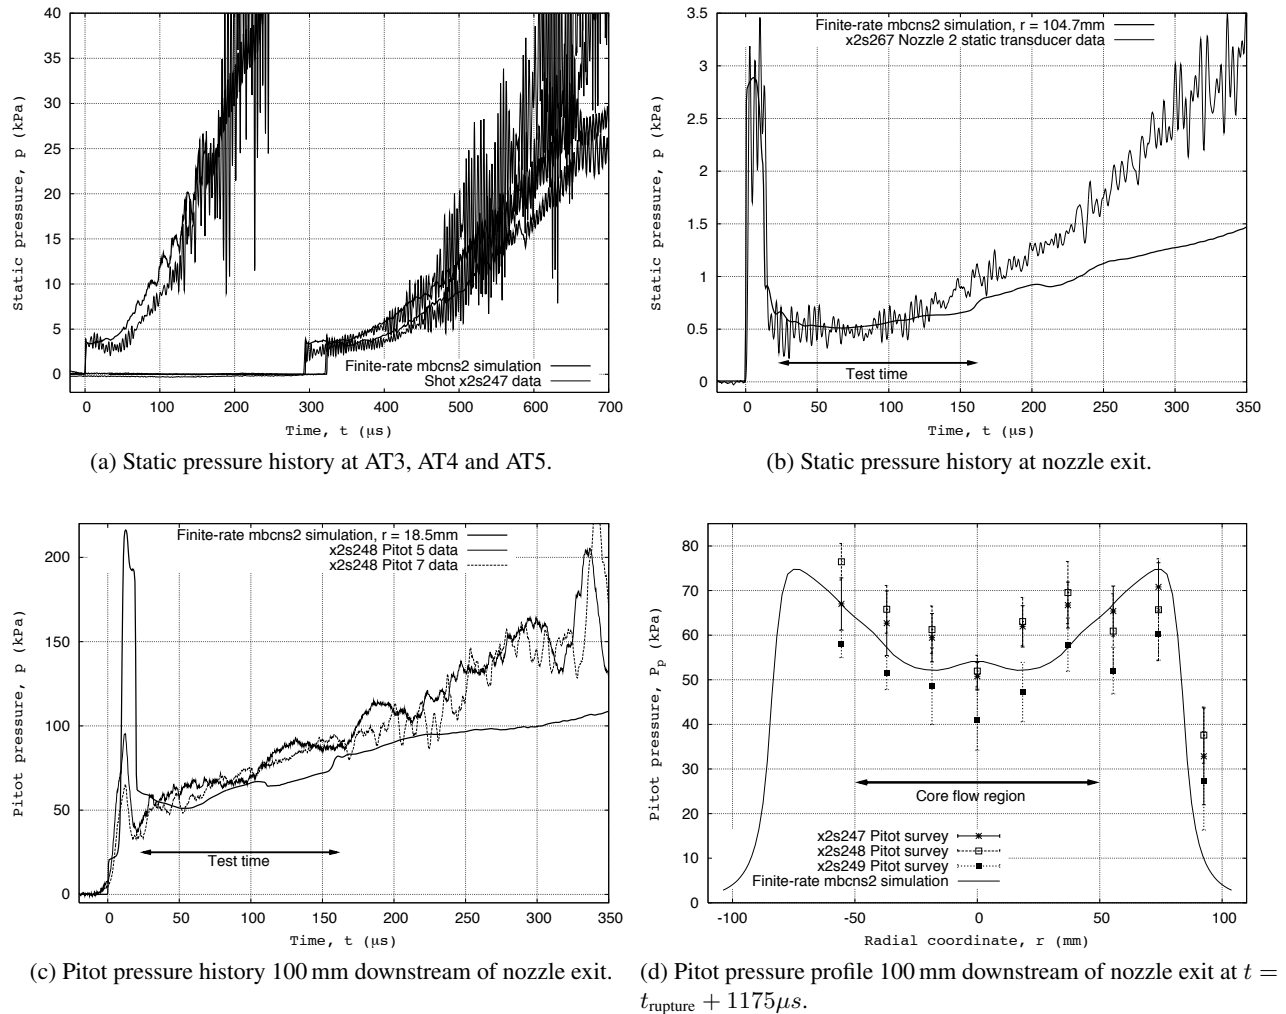 40
35
30
25
20
15
10
5
0
Static pressure, p (kPa)
Finite-rate mbcns2 simulation
Shot x2s247 data
0 100 200 300 400 500 600 700
Time, t (μs)
(a) Static pressure history at AT3, AT4 and AT5.
3.5
3
2.5
2
1.5
1
0.5
0
Static pressure, p (kPa)
Finite-rate mbcns2 simulation, r = 104.7mm
x2s267 Nozzle 2 static transducer data
Test time
0 50 100 150 200 250 300 350
Time, t (μs)
(b) Static pressure history at nozzle exit.
200
150
100
50
0
Pitot pressure, p (kPa)
Finite-rate mbcns2 simulation, r = 18.5mm
x2s248 Pitot 5 data
x2s248 Pitot 7 data
Test time
0 50 100 150 200 250 300 350
Time, t (μs)
(c) Pitot pressure history 100 mm downstream of nozzle exit.
80
70
60
50
40
30
20
10
0
Pitot pressure, Pp (kPa)
Core flow region
x2s247 Pitot survey
x2s248 Pitot survey
x2s249 Pitot survey
Finite-rate mbcns2 simulation
-100 -50 0 50 100
Radial coordinate, r (mm)
(d) Pitot pressure profile 100 mm downstream of nozzle exit at t =
trupture + 1175μs.